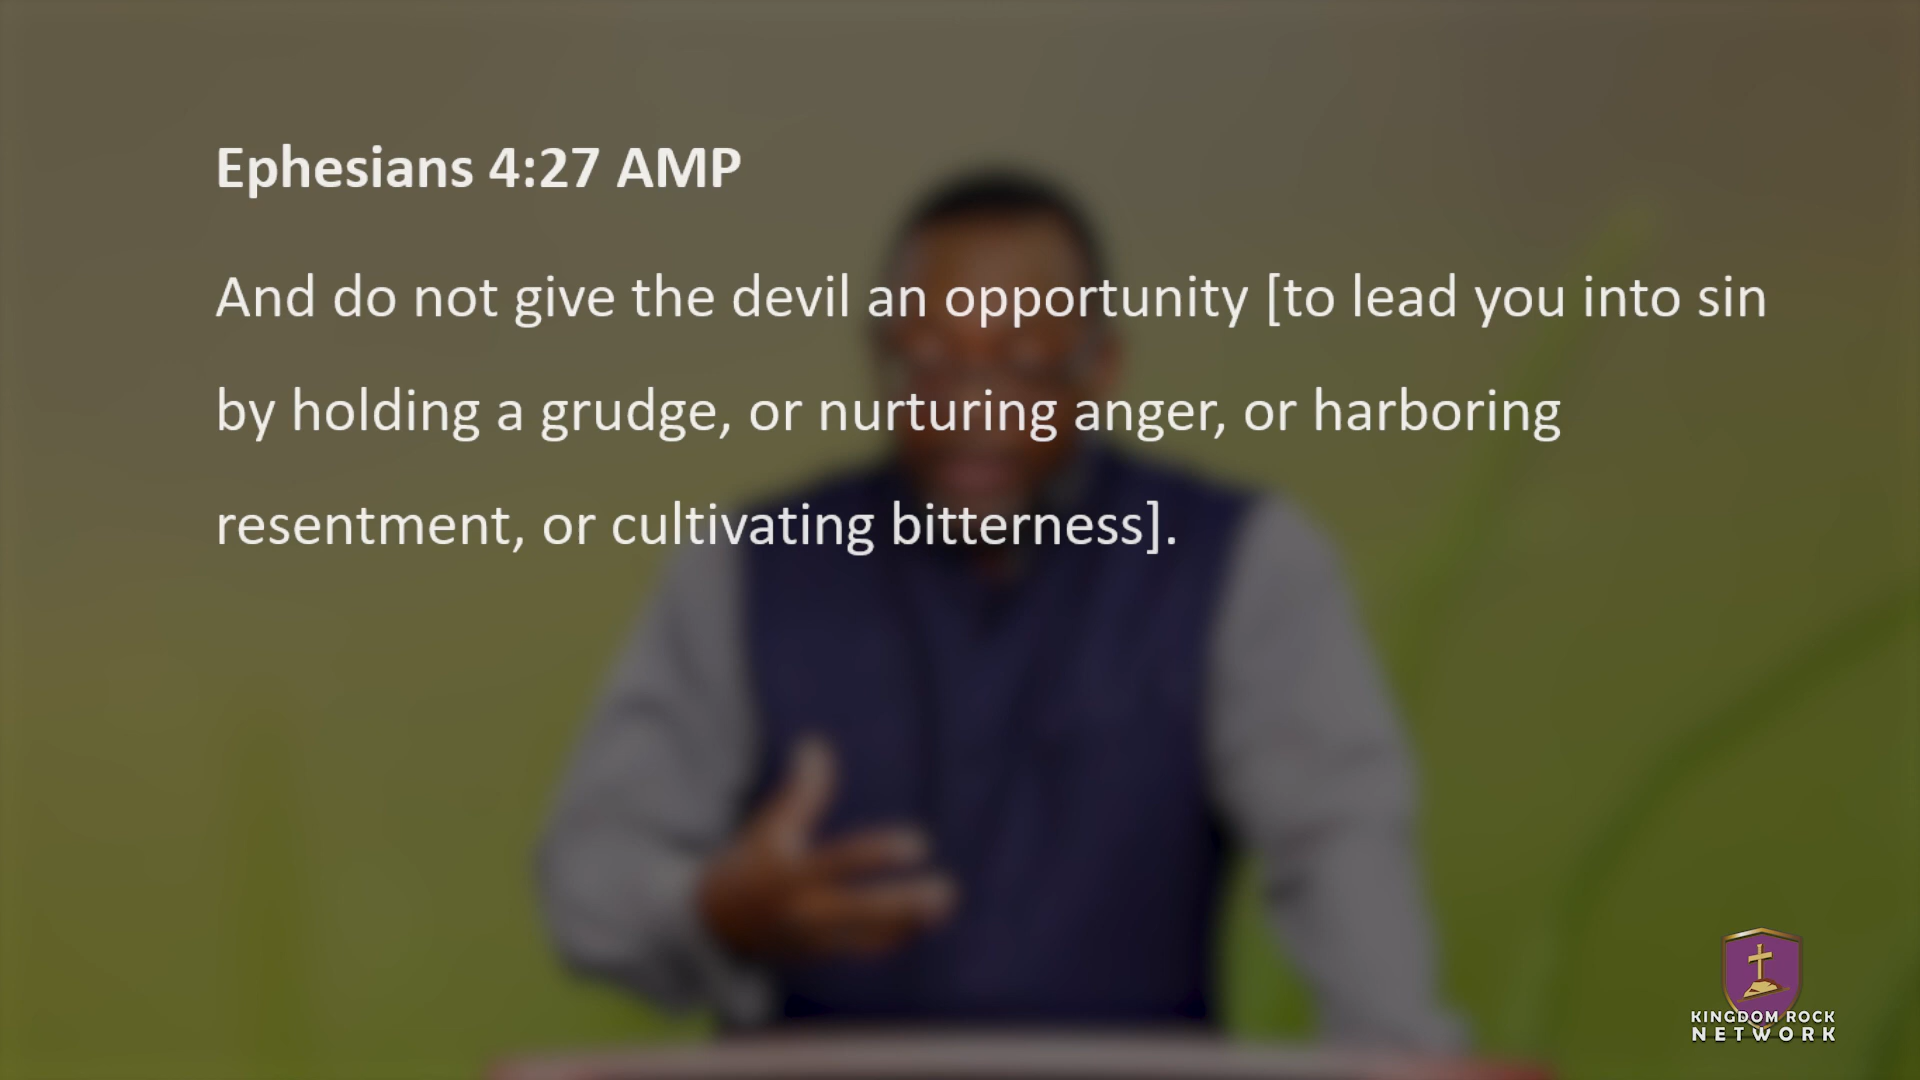 Ephesians 4:27 AMP
And do not give the devil an opportunity [to lead you into sin
by holding a grudge, or nurturing anger, or harboring
resentment, or cultivating bitterness].
KINGDOM ROCK
NETWORK